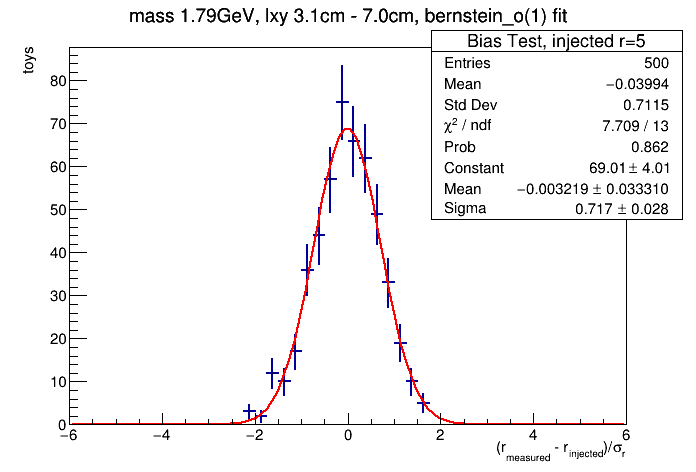 mass 1.79GeV, lxy 3.1cm - 7.0cm, bernstein_o(1) fit
toys
Bias Test, injected r=5
Entries 500
Mean −0.03994
Std Dev 0.7115
χ² / ndf 7.709 / 13
Prob 0.862
Constant 69.01 ± 4.01
Mean −0.003219 ± 0.033310
Sigma 0.717 ± 0.028
80
70
60
50
40
30
20
10
0
−6 −4 −2 0 2 4 6
(r_measured - r_injected)/σ_r